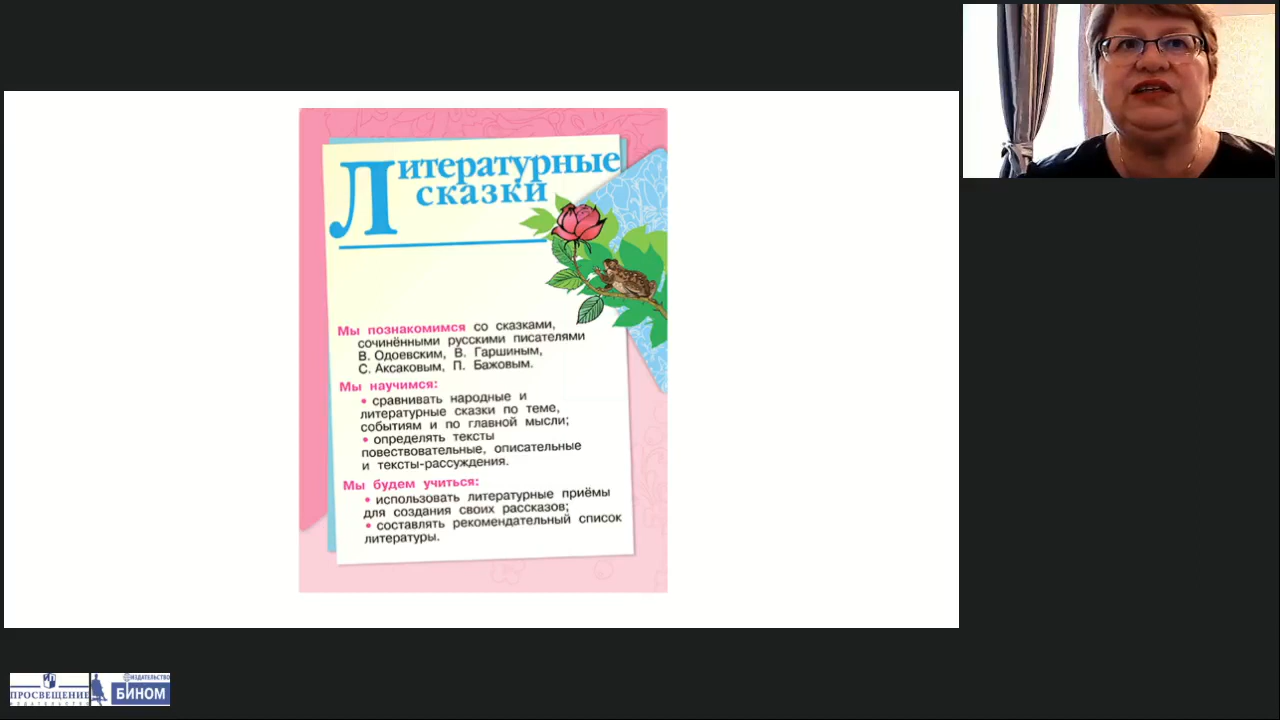 Литературные
сказки
Мы познакомимся со сказками,
сочинёнными русскими писателями
В. Одоевским, В. Гаршиным,
С. Аксаковым, П. Бажовым.
Мы научимся:
• сравнивать народные и
литературные сказки по теме,
событиям и по главной мысли;
• определять тексты
повествовательные, описательные
и тексты-рассуждения.
Мы будем учиться:
• использовать литературные приёмы
для создания своих рассказов;
• составлять рекомендательный список
литературы.
ПРОСВЕЩЕНИЕ
ИЗДАТЕЛЬСТВО
ИЗДАТЕЛЬСТВО
БИНОМ